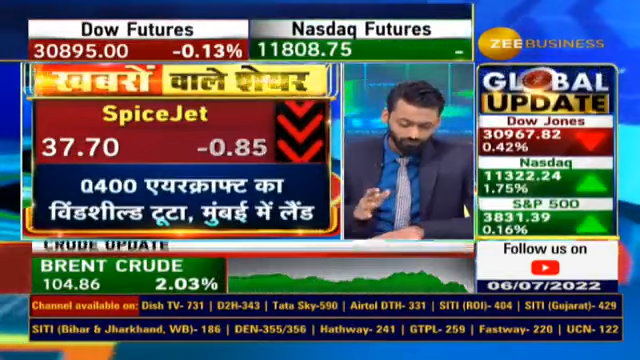 Dow Futures
30895.00 -0.13%
Nasdaq Futures
11808.75 -
ZEE BUSINESS
खबरों वाले शेयर
SpiceJet
37.70 -0.85
Q400 एयरक्राफ्ट का
विंडशील्ड टूटा, मुंबई में लैंड
GLOBAL
UPDATE
Dow Jones
30967.82
0.42%
Nasdaq
11322.24
1.75%
S&P 500
3831.39
0.16%
CRUDE UPDATE
BRENT CRUDE
104.86 2.03%
Follow us on
06/07/2022
Channel available on: Dish TV- 731 | D2H-343 | Tata Sky-590 | Airtel DTH- 331 | SITI (ROI)- 404 | SITI (Gujarat)- 429
SITI (Bihar & Jharkhand, WB)- 186 | DEN-355/356 | Hathway- 241 | GTPL- 259 | Fastway- 220 | UCN- 122